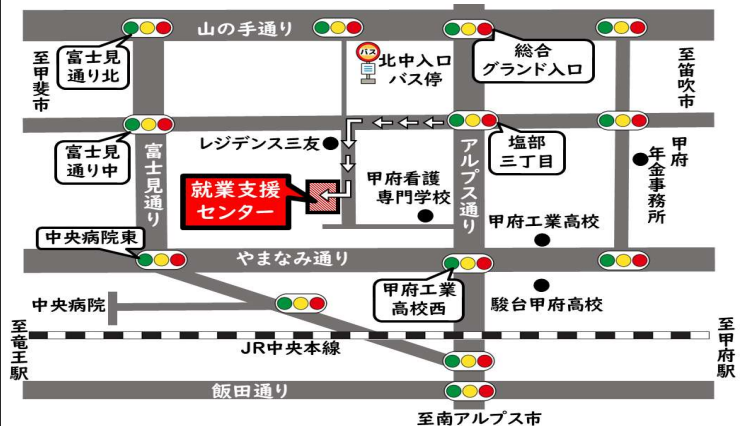 山の手通り
至甲斐市
富士見
通り北
バス
北中入口
バス停
総合
グランド入口
至笛吹市
富士見
通り中
富士見通り
レジデンス三友
アルプス通り
塩部
三丁目
甲府
年金事務所
就業支援
センター
甲府看護
専門学校
甲府工業高校
中央病院東
やまなみ通り
甲府工業
高校西
駿台甲府高校
中央病院
至竜王駅
JR中央本線
至甲府駅
飯田通り
至南アルプス市